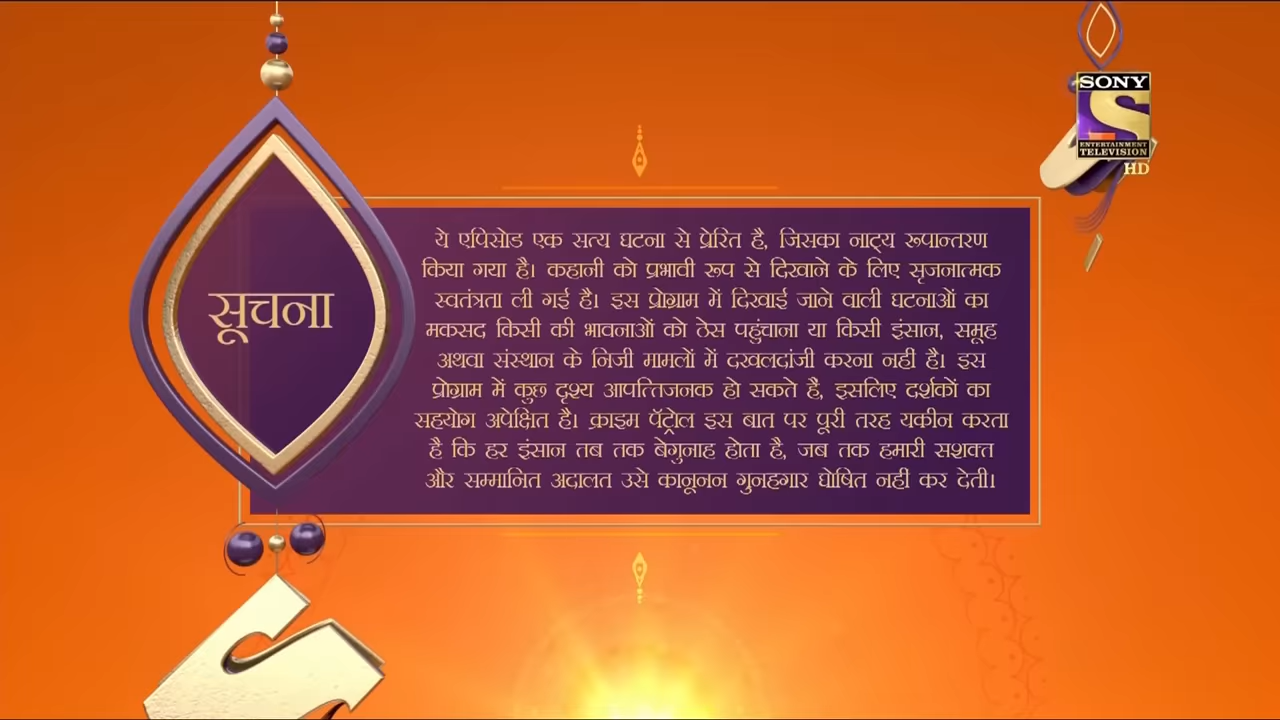 SONY
ENTERTAINMENT
TELEVISION
HD
सूचना
ये एपिसोड एक सत्य घटना से प्रेरित है, जिसका नाट्य रूपान्तरण
किया गया है। कहानी को प्रभावी रूप से दिखाने के लिए सृजनात्मक
स्वतंत्रता ली गई है। इस प्रोग्राम में दिखाई जाने वाली घटनाओं का
मकसद किसी की भावनाओं को ठेस पहुंचाना या किसी इंसान, समूह
अथवा संस्थान के निजी मामलों में दखलदांजी करना नहीं है। इस
प्रोग्राम में कुछ दृश्य आपत्तिजनक हो सकते हैं, इसलिए दर्शकों का
सहयोग अपेक्षित है। क्राइम पॅट्रोल इस बात पर पूरी तरह यकीन करता
है कि हर इंसान तब तक बेगुनाह होता है, जब तक हमारी सशक्त
और सम्मानित अदालत उसे कानूनन गुनहगार घोषित नहीं कर देती।